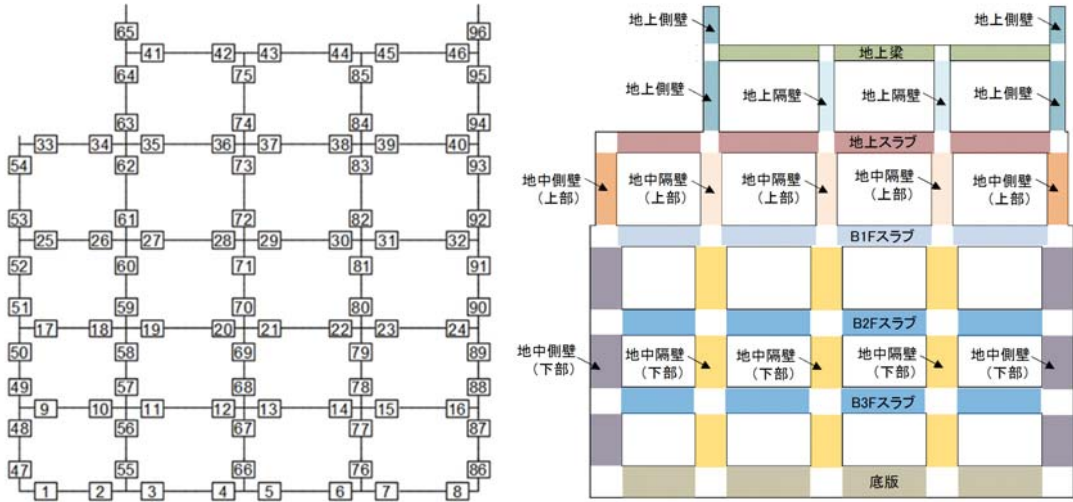 65 96
41 42 43 44 45 46
64 75 85 95
63 74 84 94
33 34 35 36 37 38 39 40
54 62 73 83 93
53 61 72 82 92
25 26 27 28 29 30 31 32
52 60 71 81 91
51 59 70 80 90
17 18 19 20 21 22 23 24
50 58 69 79 89
49 57 68 78 88
9 10 11 12 13 14 15 16
48 56 67 77 87
47 55 66 76 86
1 2 3 4 5 6 7 8
地上側壁 地上側壁
地上梁
地上側壁 地上隔壁 地上隔壁 地上側壁
地上スラブ
地中側壁 地中隔壁 地中隔壁 地中隔壁 地中側壁
(上部) (上部) (上部) (上部) (上部)
B1Fスラブ
B2Fスラブ
地中側壁 地中隔壁 地中隔壁 地中隔壁 地中側壁
(下部) (下部) (下部) (下部) (下部)
B3Fスラブ
底版